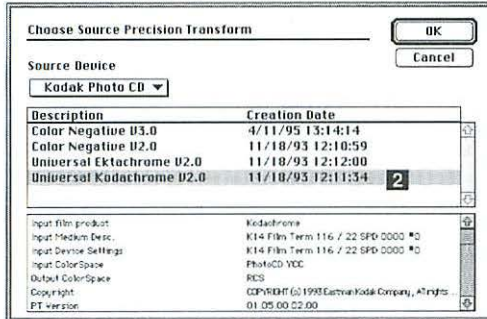 Choose Source Precision Transform
OK
Cancel
Source Device
Kodak Photo CD
Description Creation Date
Color Negative V3.0 4/11/95 13:14:14
Color Negative V2.0 11/18/93 12:10:59
Universal Ektachrome V2.0 11/18/93 12:12:00
Universal Kodachrome V2.0 11/18/93 12:11:34 2
Input film product Kodachrome
Input Medium Desc. K14 Film Term 116 / 22 SPD 0000 #0
Input Device Settings K14 Film Term 116 / 22 SPD 0000 #0
Input ColorSpace PhotoCD YCC
Output ColorSpace RCS
Copyright COPYRIGHT (c) 1993 Eastman Kodak Company, All rights ...
PT Version 01.05.00 02.00